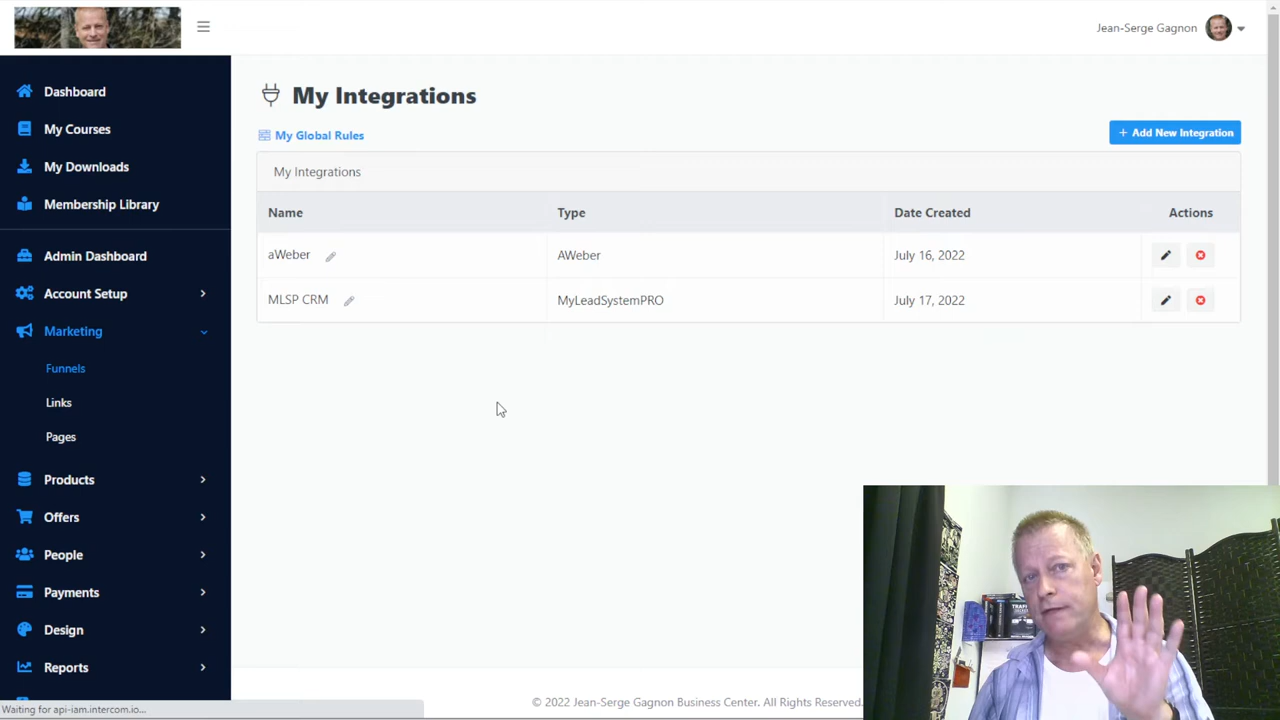 Jean-Serge Gagnon
Dashboard
My Courses
My Downloads
Membership Library
Admin Dashboard
Account Setup
Marketing
Funnels
Links
Pages
Products
Offers
People
Payments
Design
Reports
My Integrations
My Global Rules
+ Add New Integration
My Integrations
Name Type Date Created Actions
aWeber AWeber July 16, 2022
MLSP CRM MyLeadSystemPRO July 17, 2022
© 2022 Jean-Serge Gagnon Business Center. All Rights Reserved.
Waiting for api-iam.intercom.io...